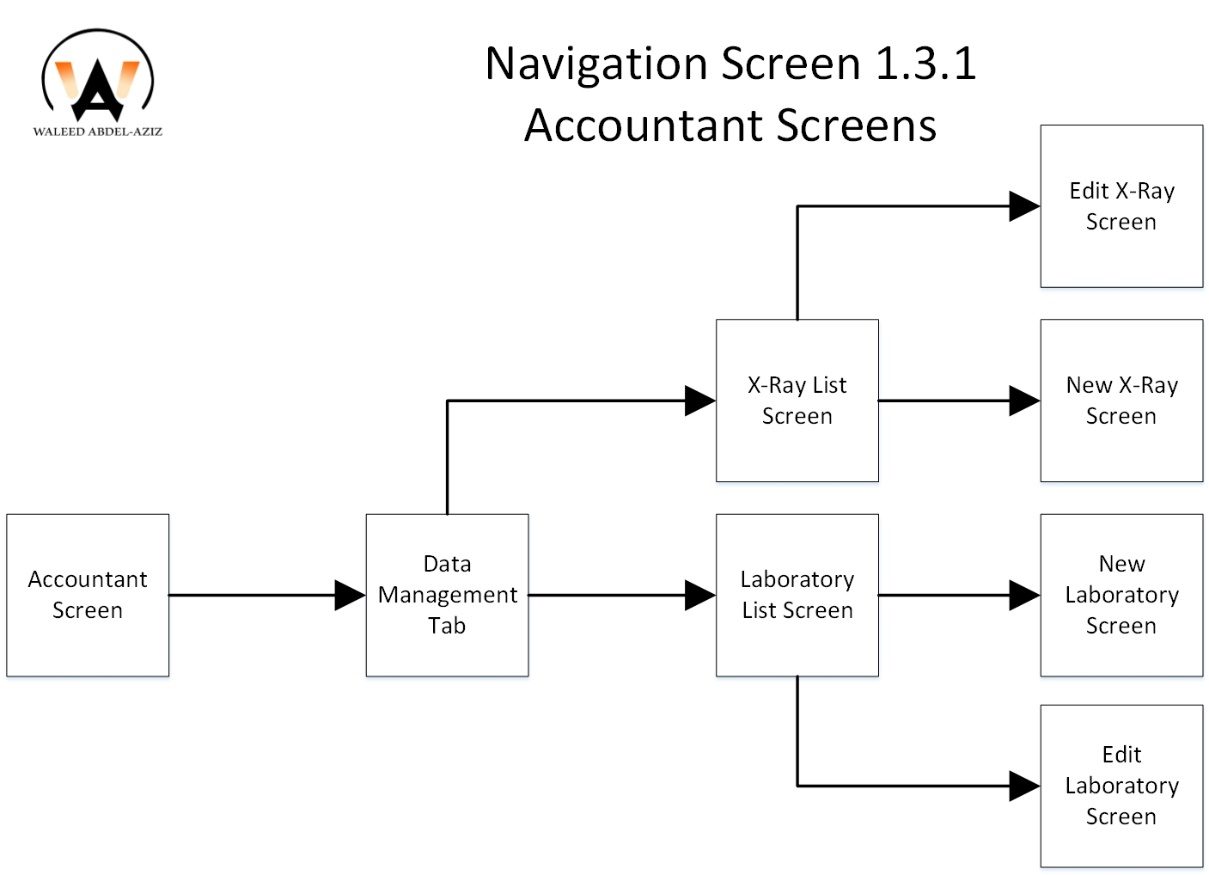 WALEED ABDEL-AZIZ
Navigation Screen 1.3.1
Accountant Screens
Edit X-Ray
Screen
X-Ray List
Screen
New X-Ray
Screen
Accountant
Screen
Data
Management
Tab
Laboratory
List Screen
New
Laboratory
Screen
Edit
Laboratory
Screen